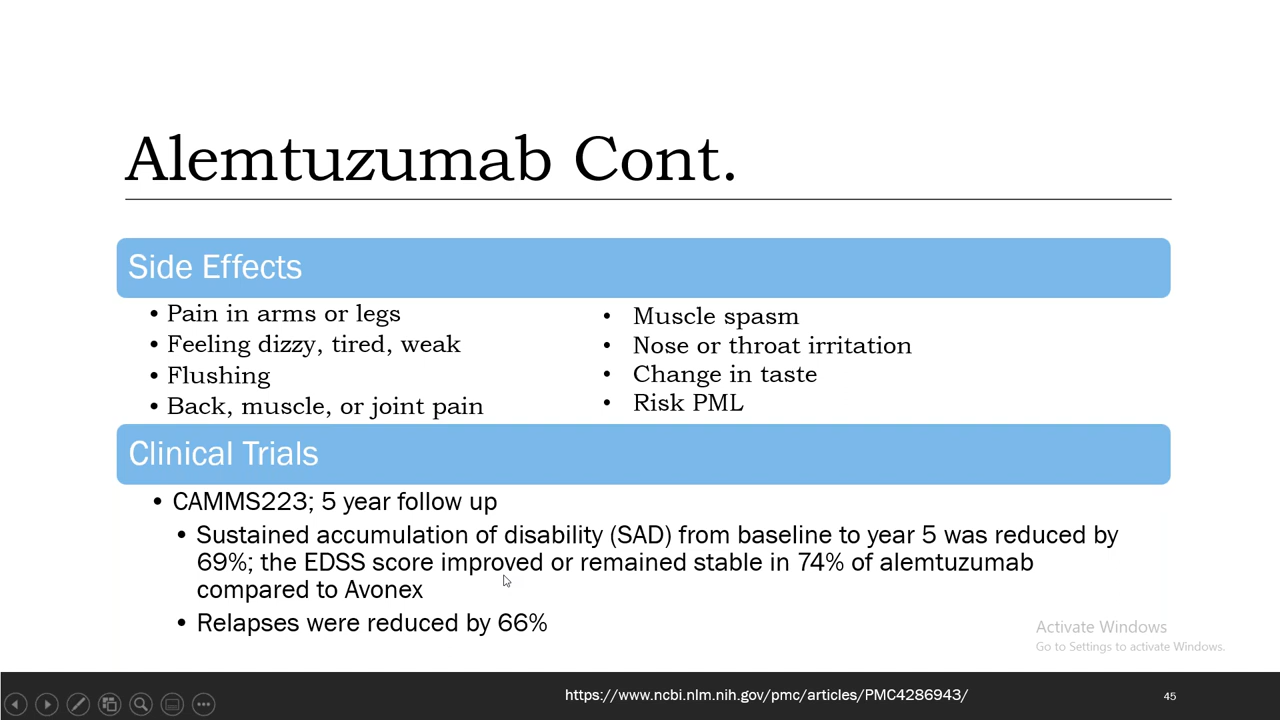 Alemtuzumab Cont.
Side Effects
• Pain in arms or legs
• Feeling dizzy, tired, weak
• Flushing
• Back, muscle, or joint pain
• Muscle spasm
• Nose or throat irritation
• Change in taste
• Risk PML
Clinical Trials
• CAMMS223; 5 year follow up
• Sustained accumulation of disability (SAD) from baseline to year 5 was reduced by
69%; the EDSS score improved or remained stable in 74% of alemtuzumab
compared to Avonex
• Relapses were reduced by 66%
Activate Windows
Go to Settings to activate Windows.
https://www.ncbi.nlm.nih.gov/pmc/articles/PMC4286943/
45